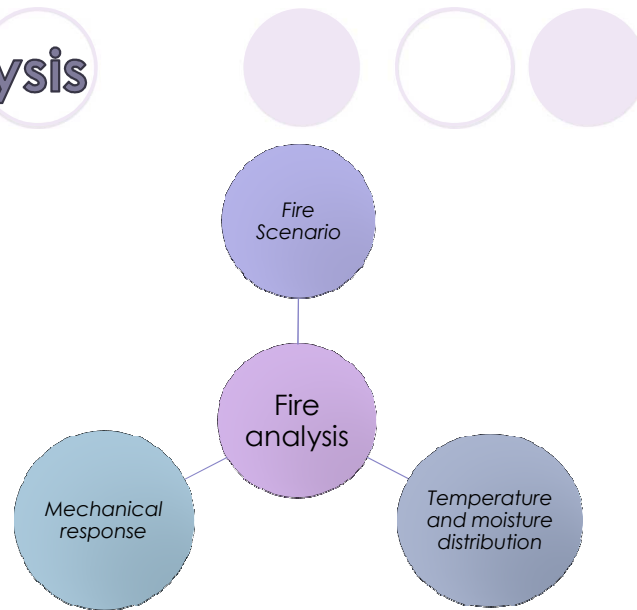 ysis
Fire
Scenario
Fire
analysis
Mechanical
response
Temperature
and moisture
distribution